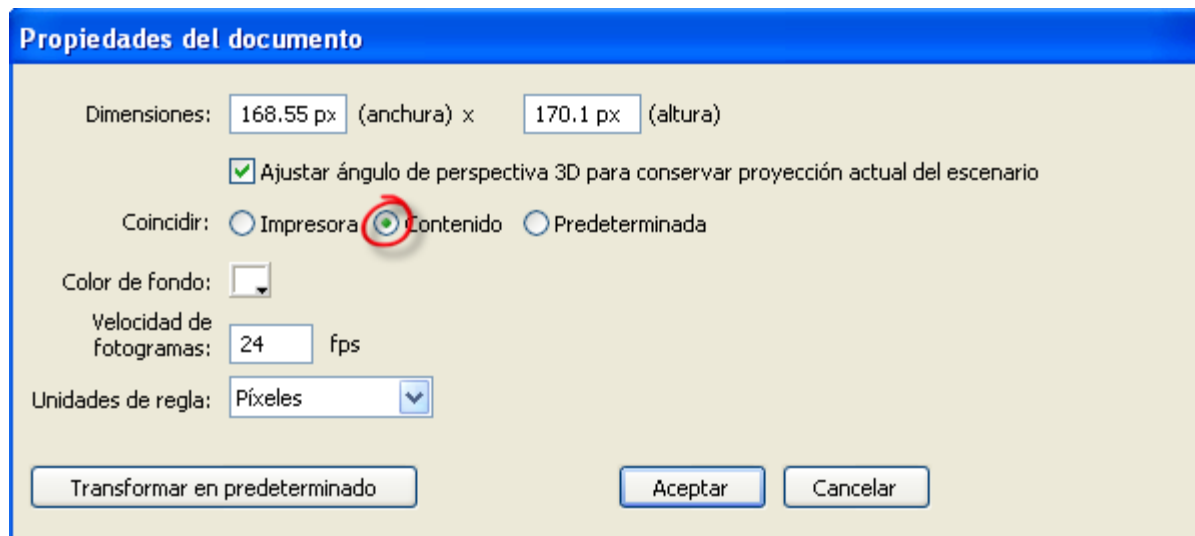 Propiedades del documento
Dimensiones: 168.55 px (anchura) x 170.1 px (altura)
Ajustar ángulo de perspectiva 3D para conservar proyección actual del escenario
Coincidir: Impresora Contenido Predeterminada
Color de fondo:
Velocidad de
fotogramas: 24 fps
Unidades de regla: Píxeles
Transformar en predeterminado Aceptar Cancelar